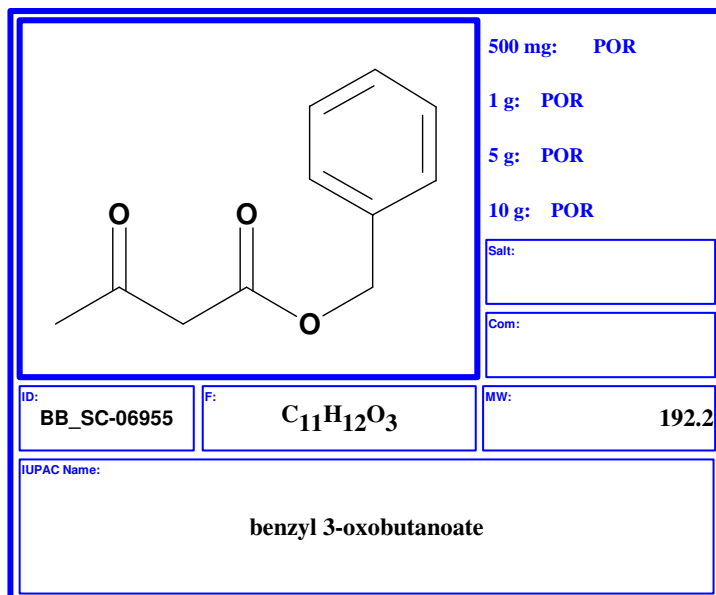 500 mg: POR
1 g: POR
5 g: POR
10 g: POR
O O
O
Salt:
Com:
ID:
BB_SC-06955
F:
C11H12O3
MW:
192.2
IUPAC Name:
benzyl 3-oxobutanoate